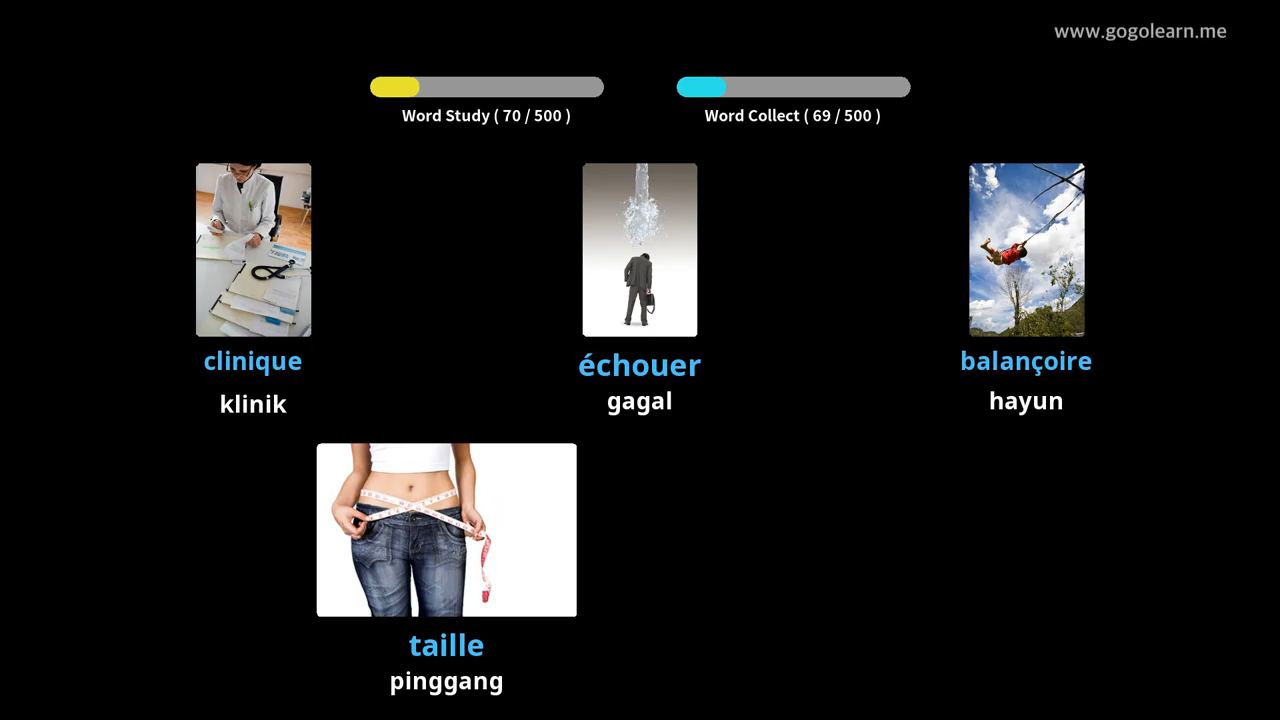 www.gogolearn.me
Word Study ( 70 / 500 )
Word Collect ( 69 / 500 )
clinique
klinik
échouer
gagal
balançoire
hayun
taille
pinggang